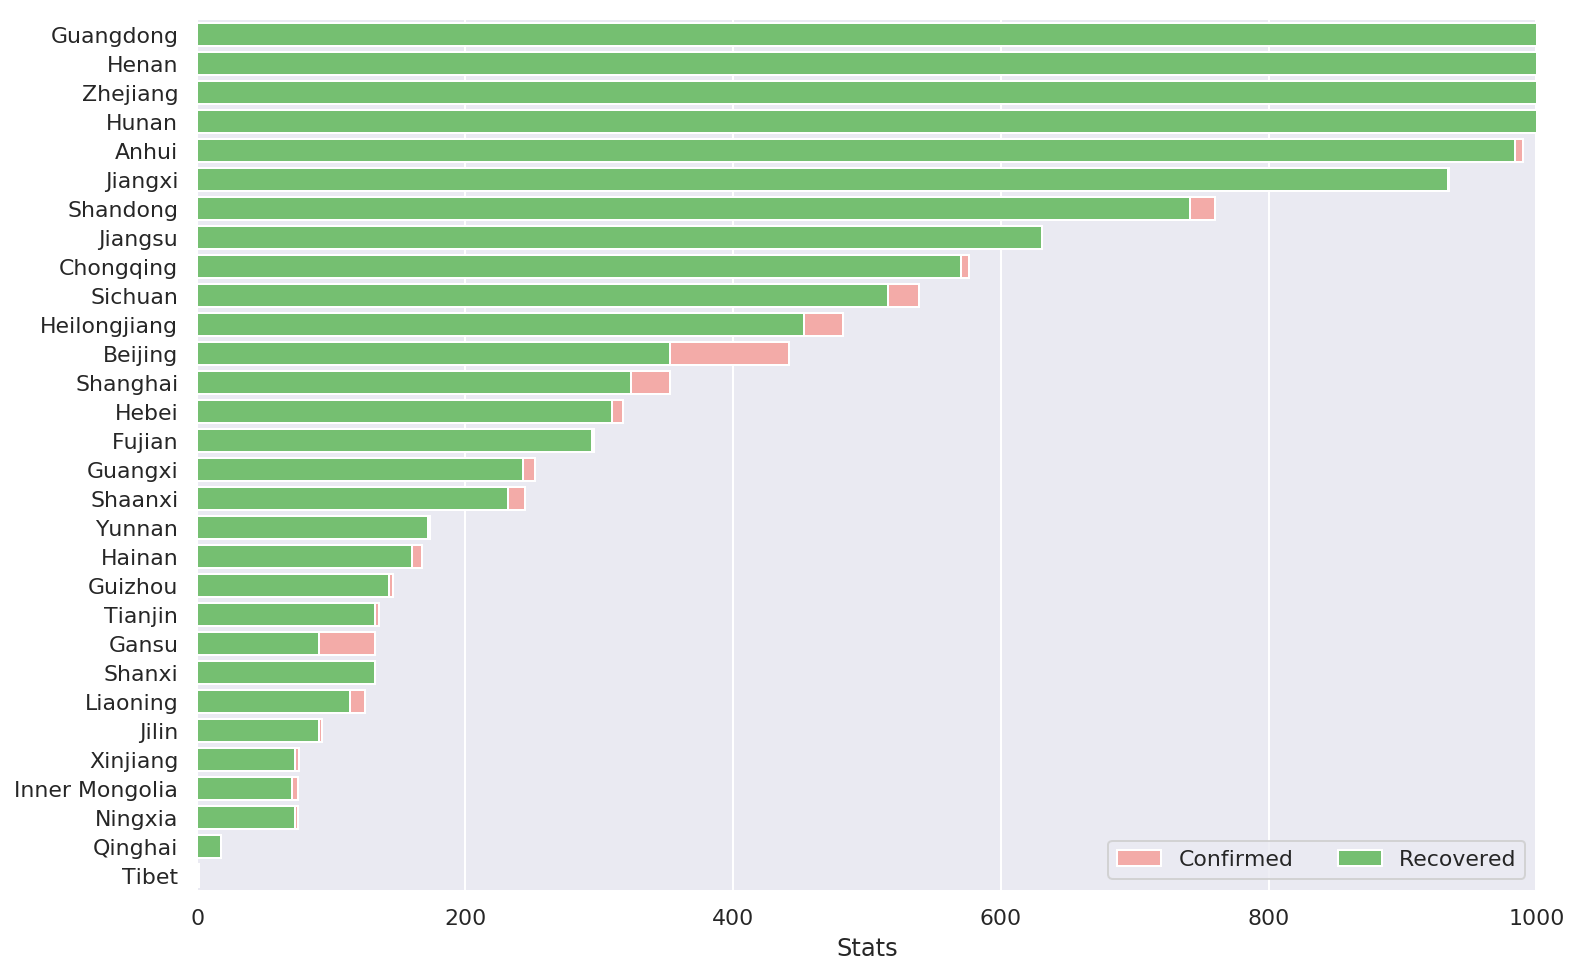 Guangdong
Henan
Zhejiang
Hunan
Anhui
Jiangxi
Shandong
Jiangsu
Chongqing
Sichuan
Heilongjiang
Beijing
Shanghai
Hebei
Fujian
Guangxi
Shaanxi
Yunnan
Hainan
Guizhou
Tianjin
Gansu
Shanxi
Liaoning
Jilin
Xinjiang
Inner Mongolia
Ningxia
Qinghai
Tibet
Confirmed Recovered
0 200 400 600 800 1000
Stats